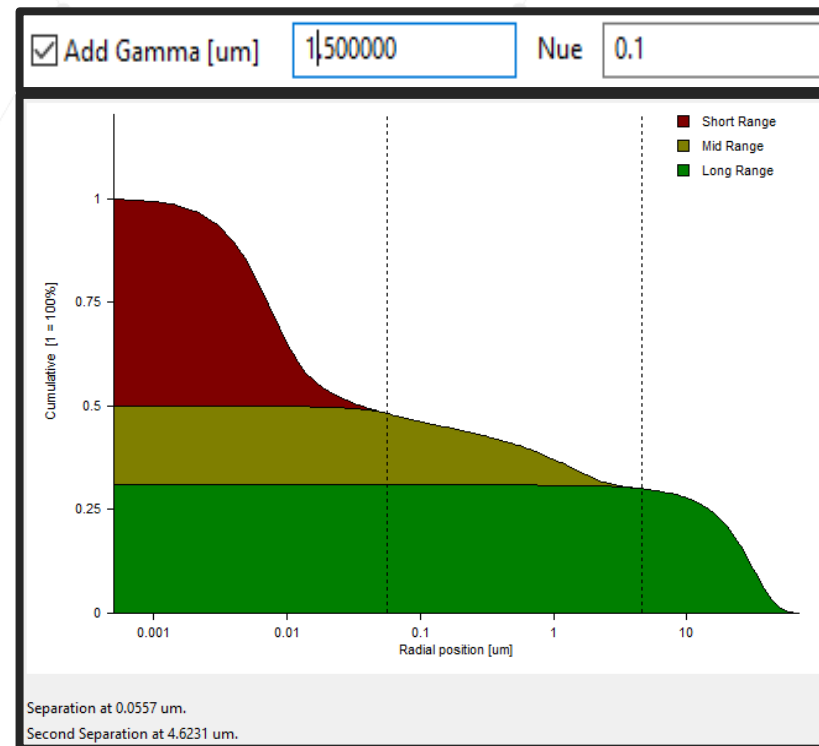 Add Gamma [um] 1.500000 Nue 0.1
Short Range
Mid Range
Long Range
1
0.75
0.5
0.25
0
Cumulative [1 = 100%]
0.001 0.01 0.1 1 10
Radial position [um]
Separation at 0.0557 um.
Second Separation at 4.6231 um.